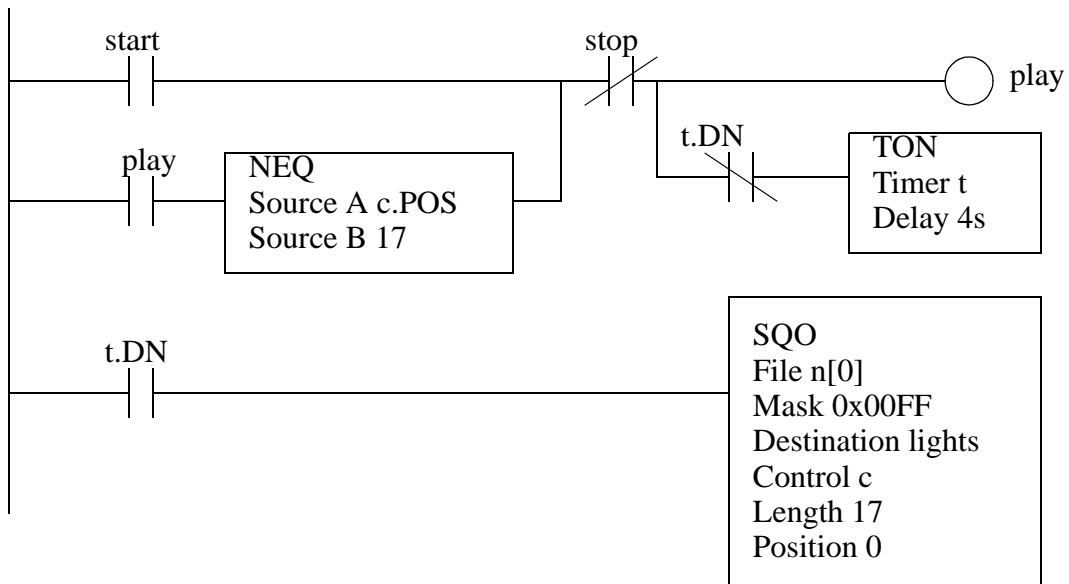 start
stop
play
t.DN
play
NEQ
Source A c.POS
Source B 17
TON
Timer t
Delay 4s
t.DN
SQO
File n[0]
Mask 0x00FF
Destination lights
Control c
Length 17
Position 0